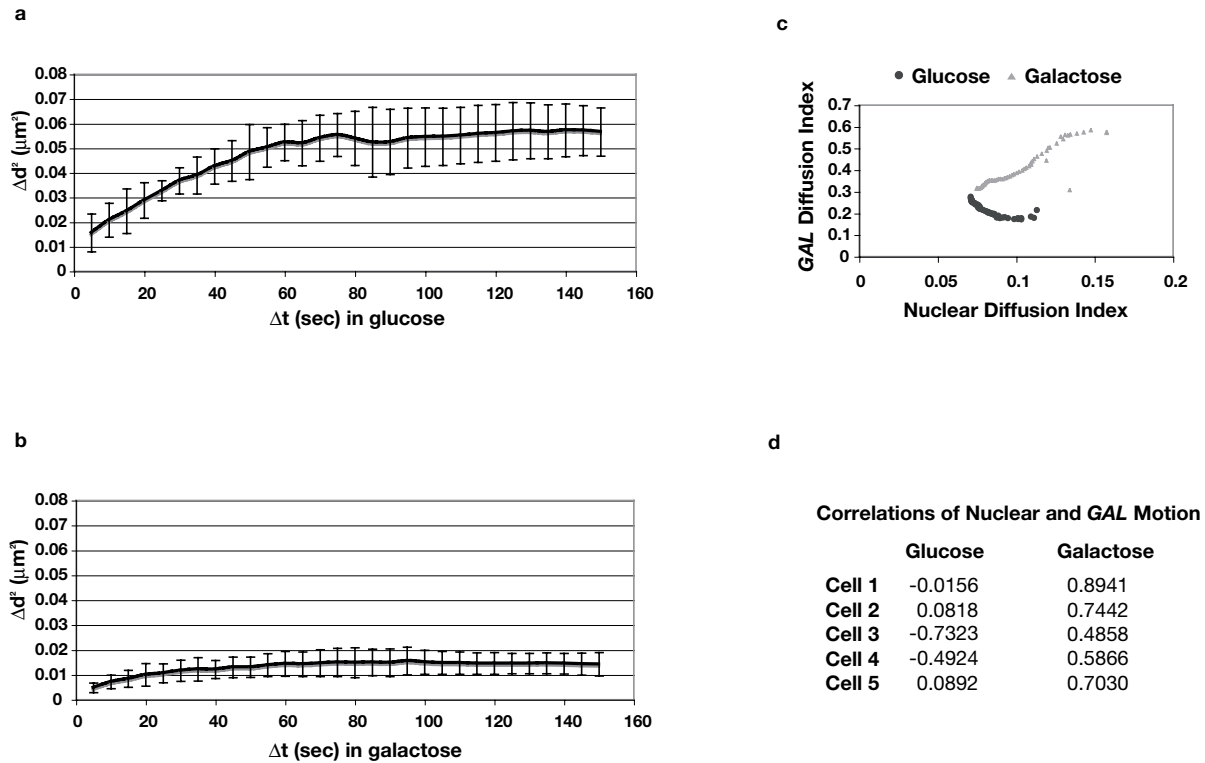 a
0.08
0.07
0.06
0.05
0.04
0.03
0.02
0.01
0
Δd² (μm²)
0 20 40 60 80 100 120 140 160
Δt (sec) in glucose
b
0.08
0.07
0.06
0.05
0.04
0.03
0.02
0.01
0
Δd² (μm²)
0 20 40 60 80 100 120 140 160
Δt (sec) in galactose
c
Glucose Galactose
0.7
0.6
0.5
0.4
0.3
0.2
0.1
0
GAL Diffusion Index
0 0.05 0.1 0.15 0.2
Nuclear Diffusion Index
d
Correlations of Nuclear and GAL Motion
Glucose Galactose
Cell 1 -0.0156 0.8941
Cell 2 0.0818 0.7442
Cell 3 -0.7323 0.4858
Cell 4 -0.4924 0.5866
Cell 5 0.0892 0.7030